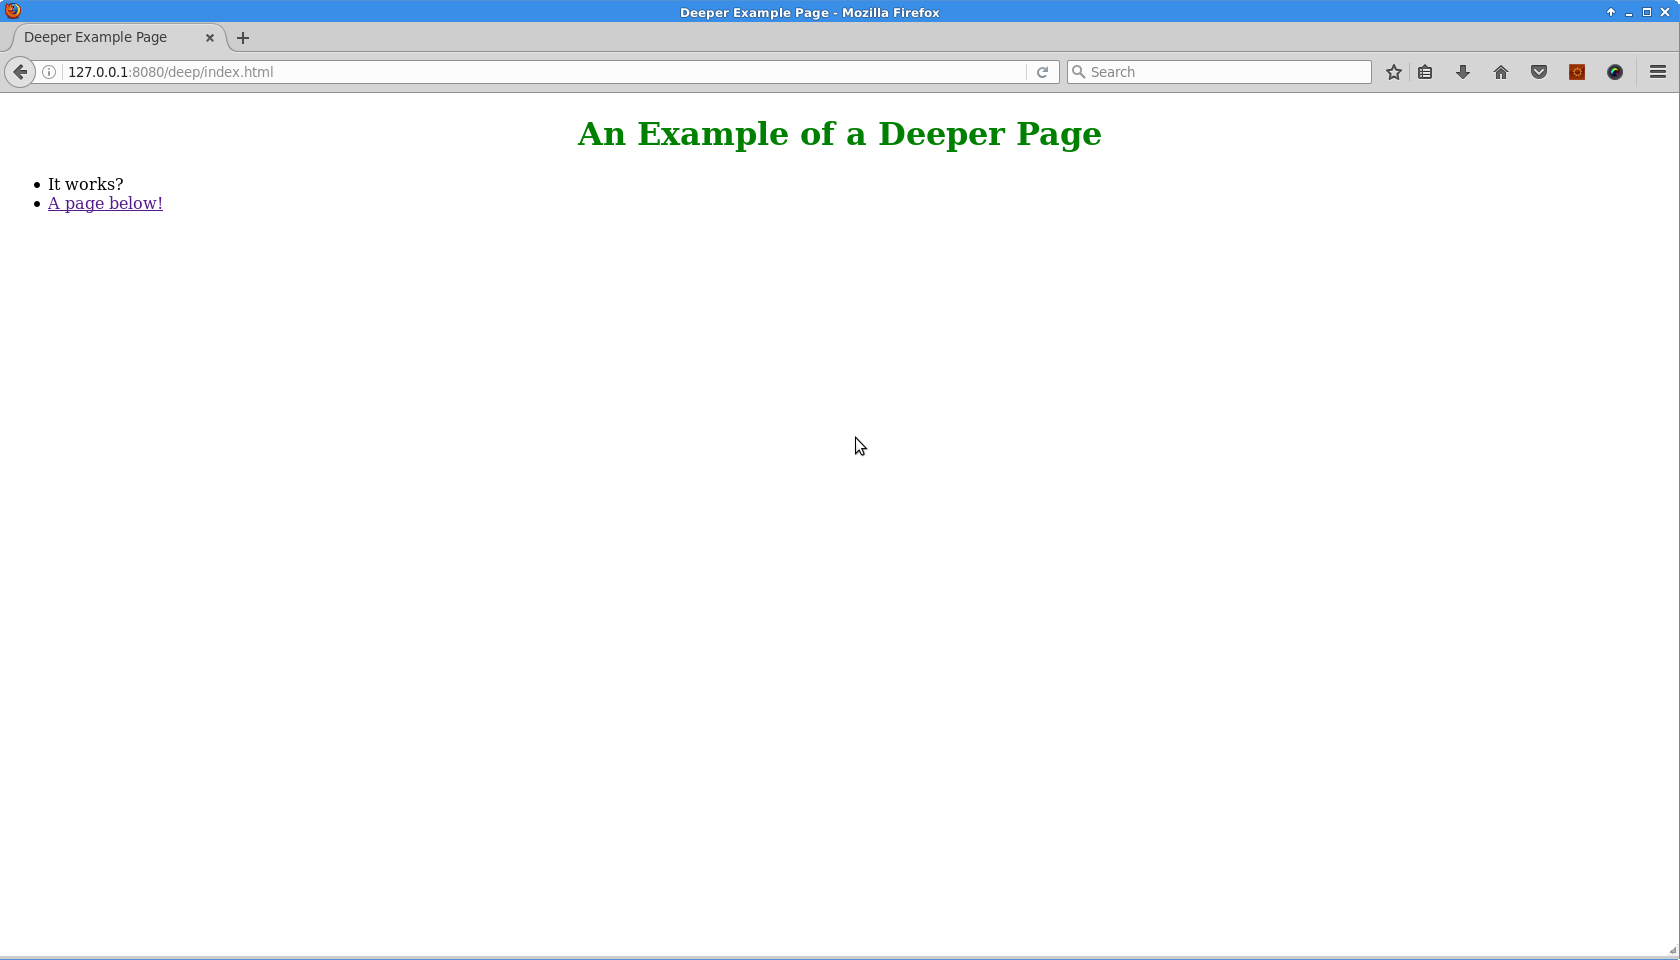 Deeper Example Page - Mozilla Firefox
Deeper Example Page
127.0.0.1:8080/deep/index.html
Search
An Example of a Deeper Page
It works?
A page below!